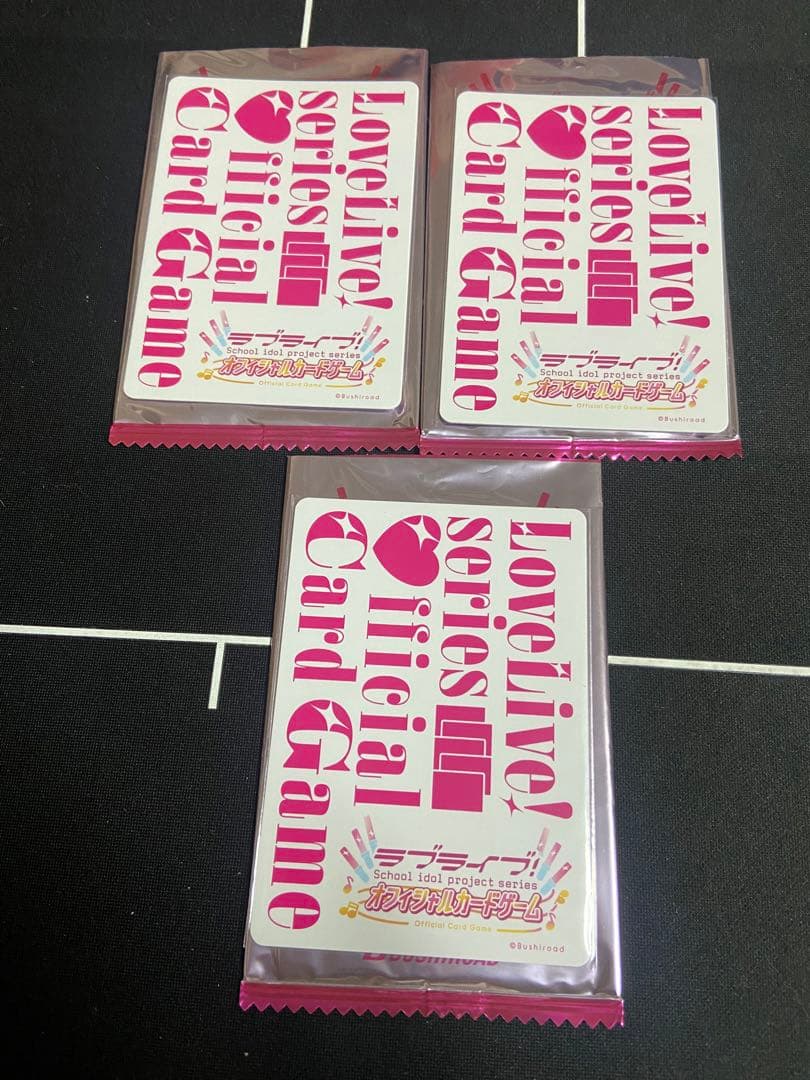 LoveLive!
series
fficial
Card Game
ラブライブ!
School idol project series
オフィシャルカードゲーム
Official Card Game
©Bushiroad
LoveLive!
series
fficial
Card Game
ラブライブ!
School idol project series
オフィシャルカードゲーム
Official Card Game
©Bushiroad
LoveLive!
series
fficial
Card Game
ラブライブ!
School idol project series
オフィシャルカードゲーム
Official Card Game
©Bushiroad
BUSHIROAD